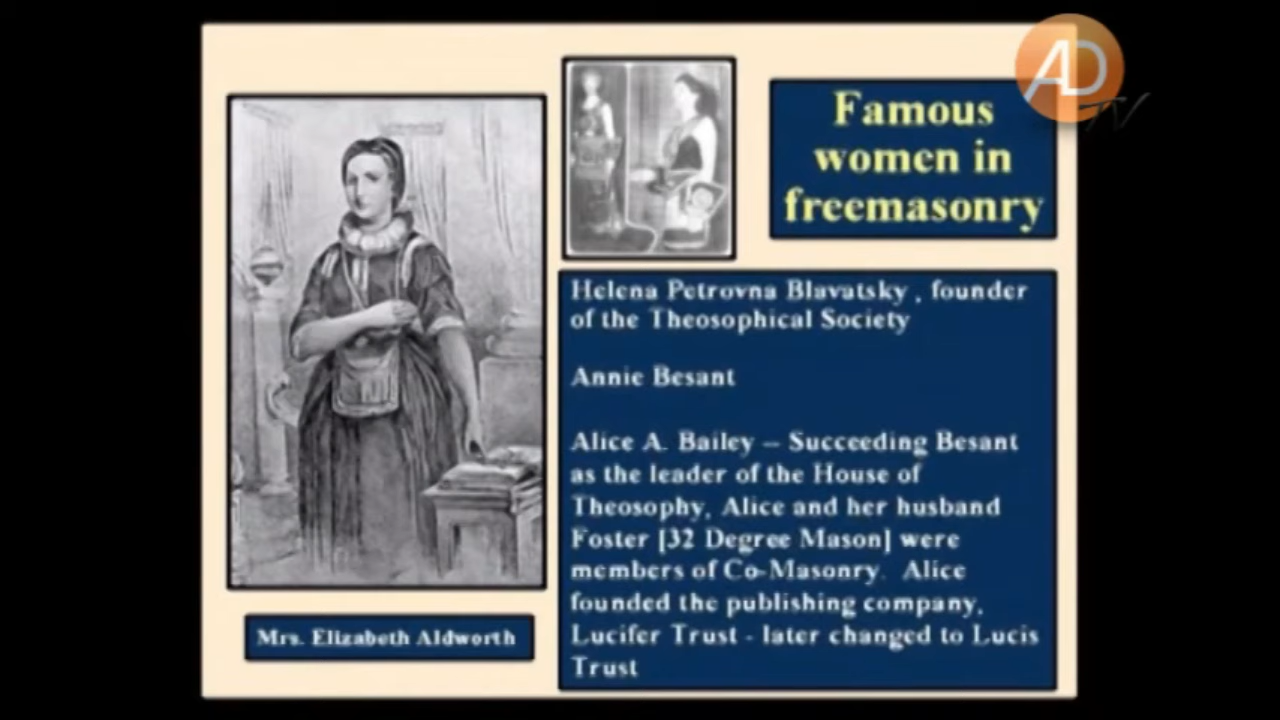 AD
TV
Famous
women in
freemasonry
Helena Petrovna Blavatsky , founder
of the Theosophical Society
Annie Besant
Alice A. Bailey – Succeeding Besant
as the leader of the House of
Theosophy, Alice and her husband
Foster [32 Degree Mason] were
members of Co-Masonry. Alice
founded the publishing company,
Lucifer Trust - later changed to Lucis
Trust
Mrs. Elizabeth Aldworth